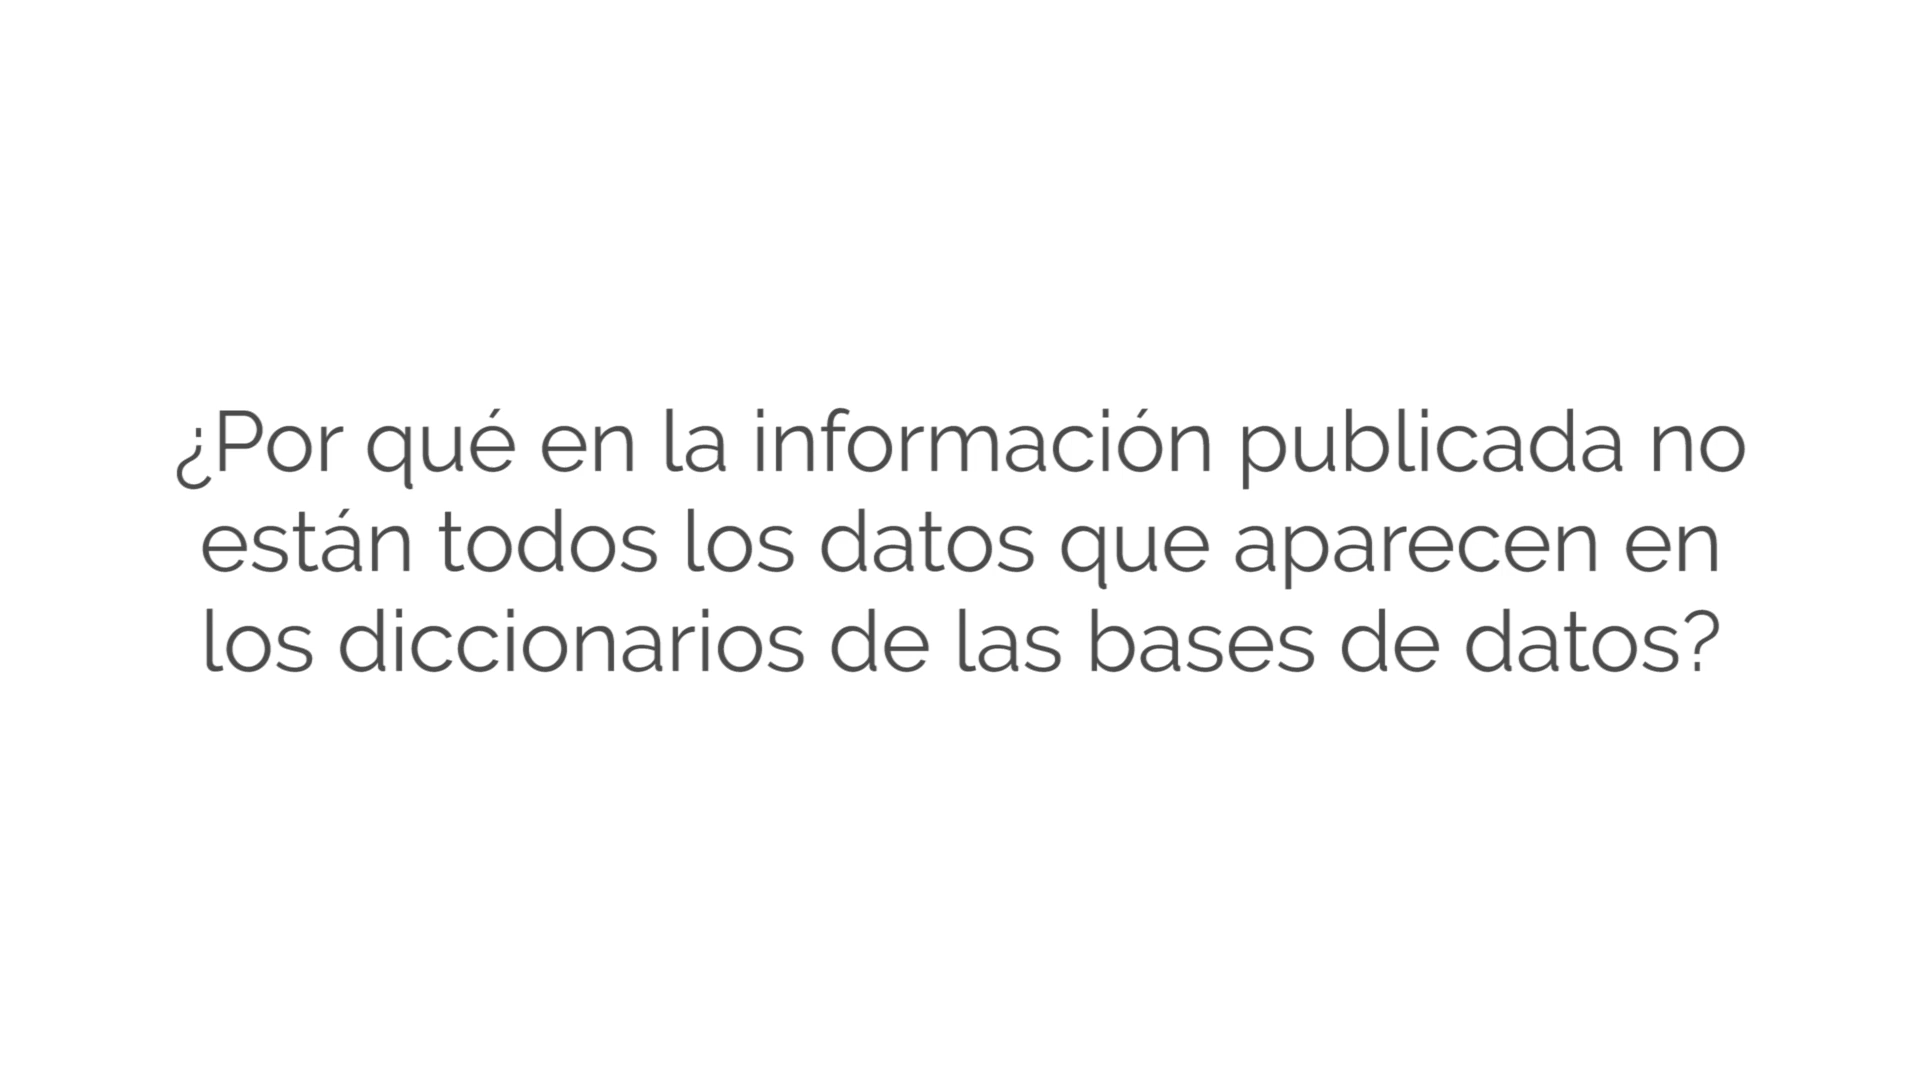 ¿Por qué en la información publicada no
están todos los datos que aparecen en
los diccionarios de las bases de datos?